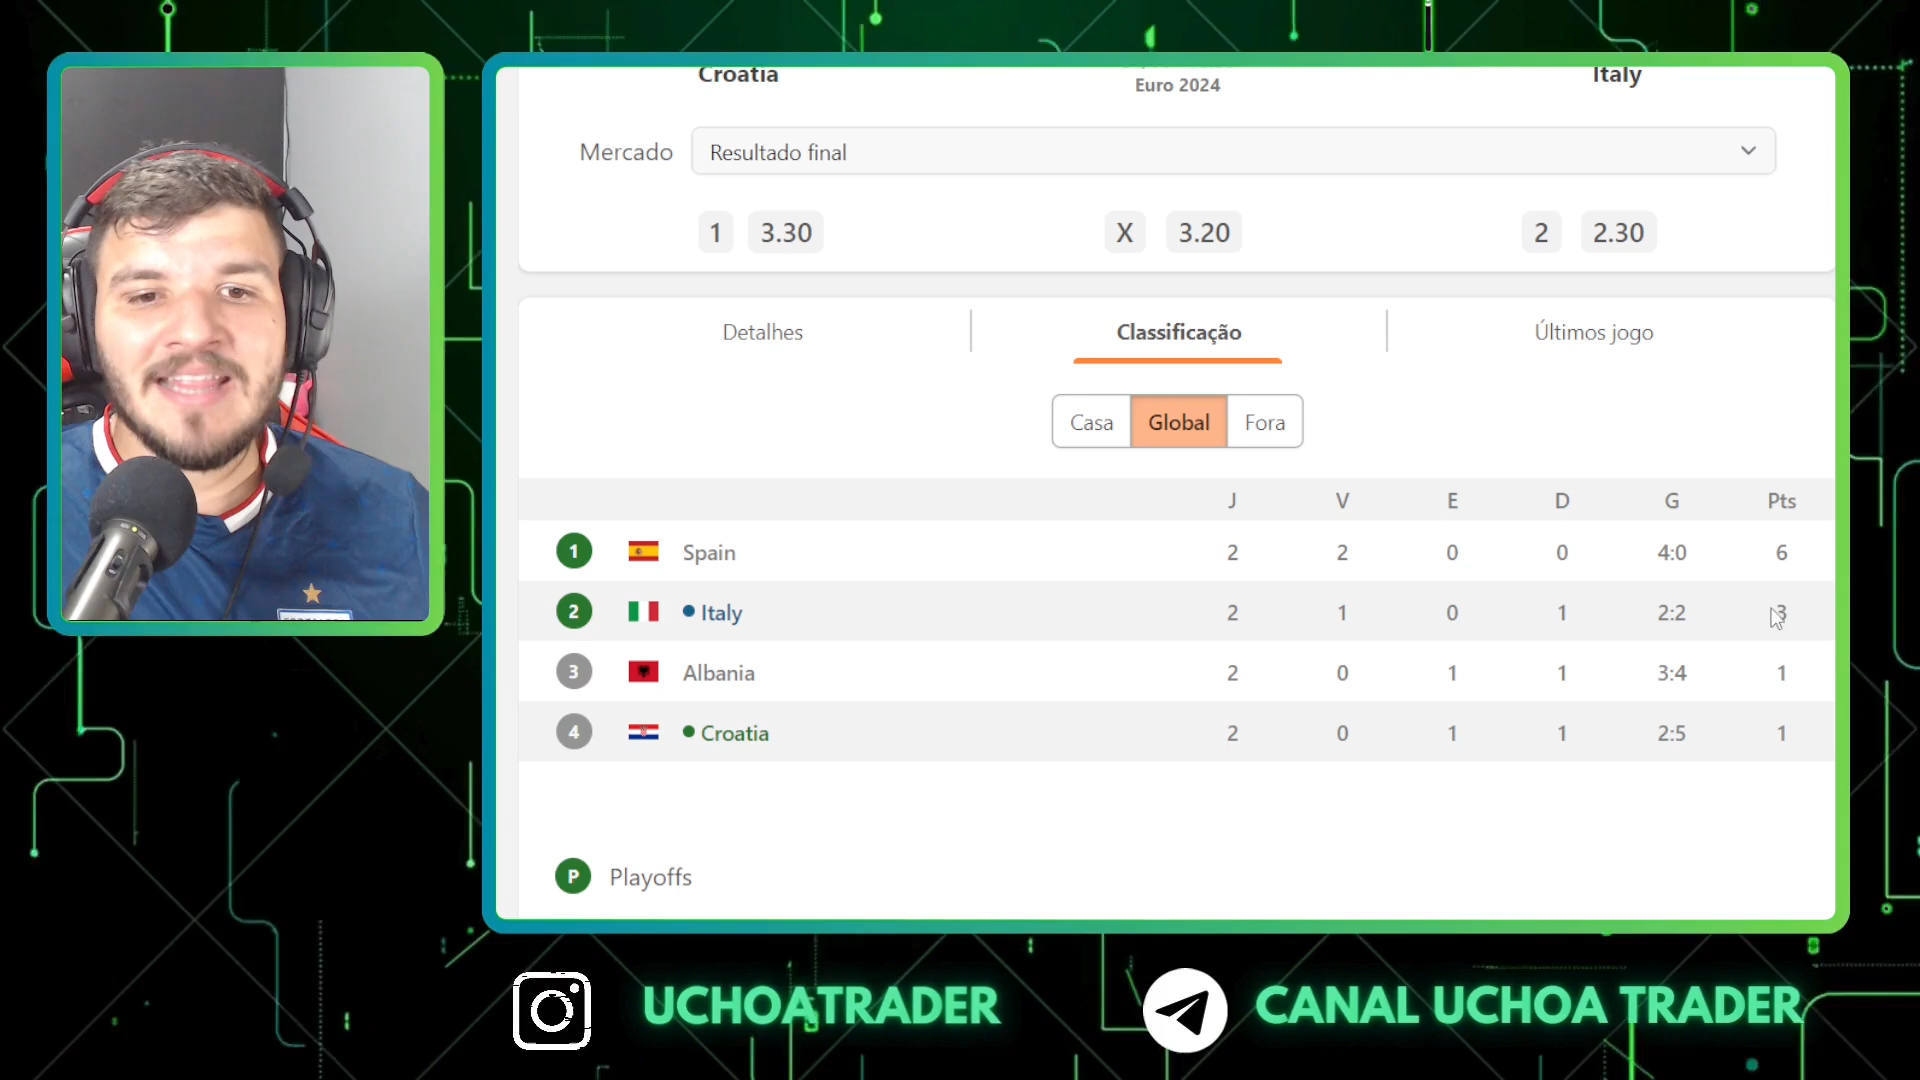 Croatia
Euro 2024
Italy
Mercado
Resultado final
1 3.30
X 3.20
2 2.30
Detalhes
Classificação
Últimos jogo
Casa Global Fora
J V E D G Pts
1 Spain 2 2 0 0 4:0 6
2 Italy 2 1 0 1 2:2 3
3 Albania 2 0 1 1 3:4 1
4 Croatia 2 0 1 1 2:5 1
P Playoffs
UCHOATRADER
CANAL UCHOA TRADER